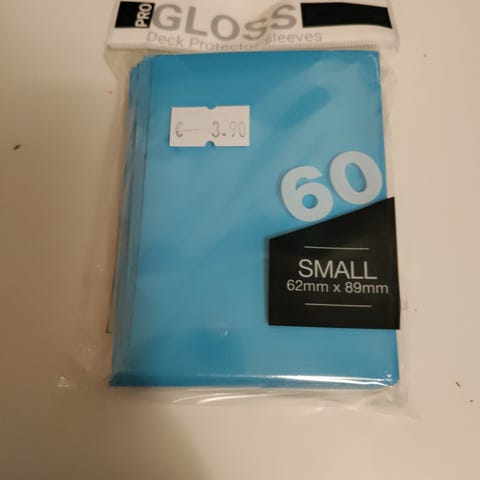 PRO
GLOSS
Deck Protector sleeves
€ 3.90
60
SMALL
62mm x 89mm